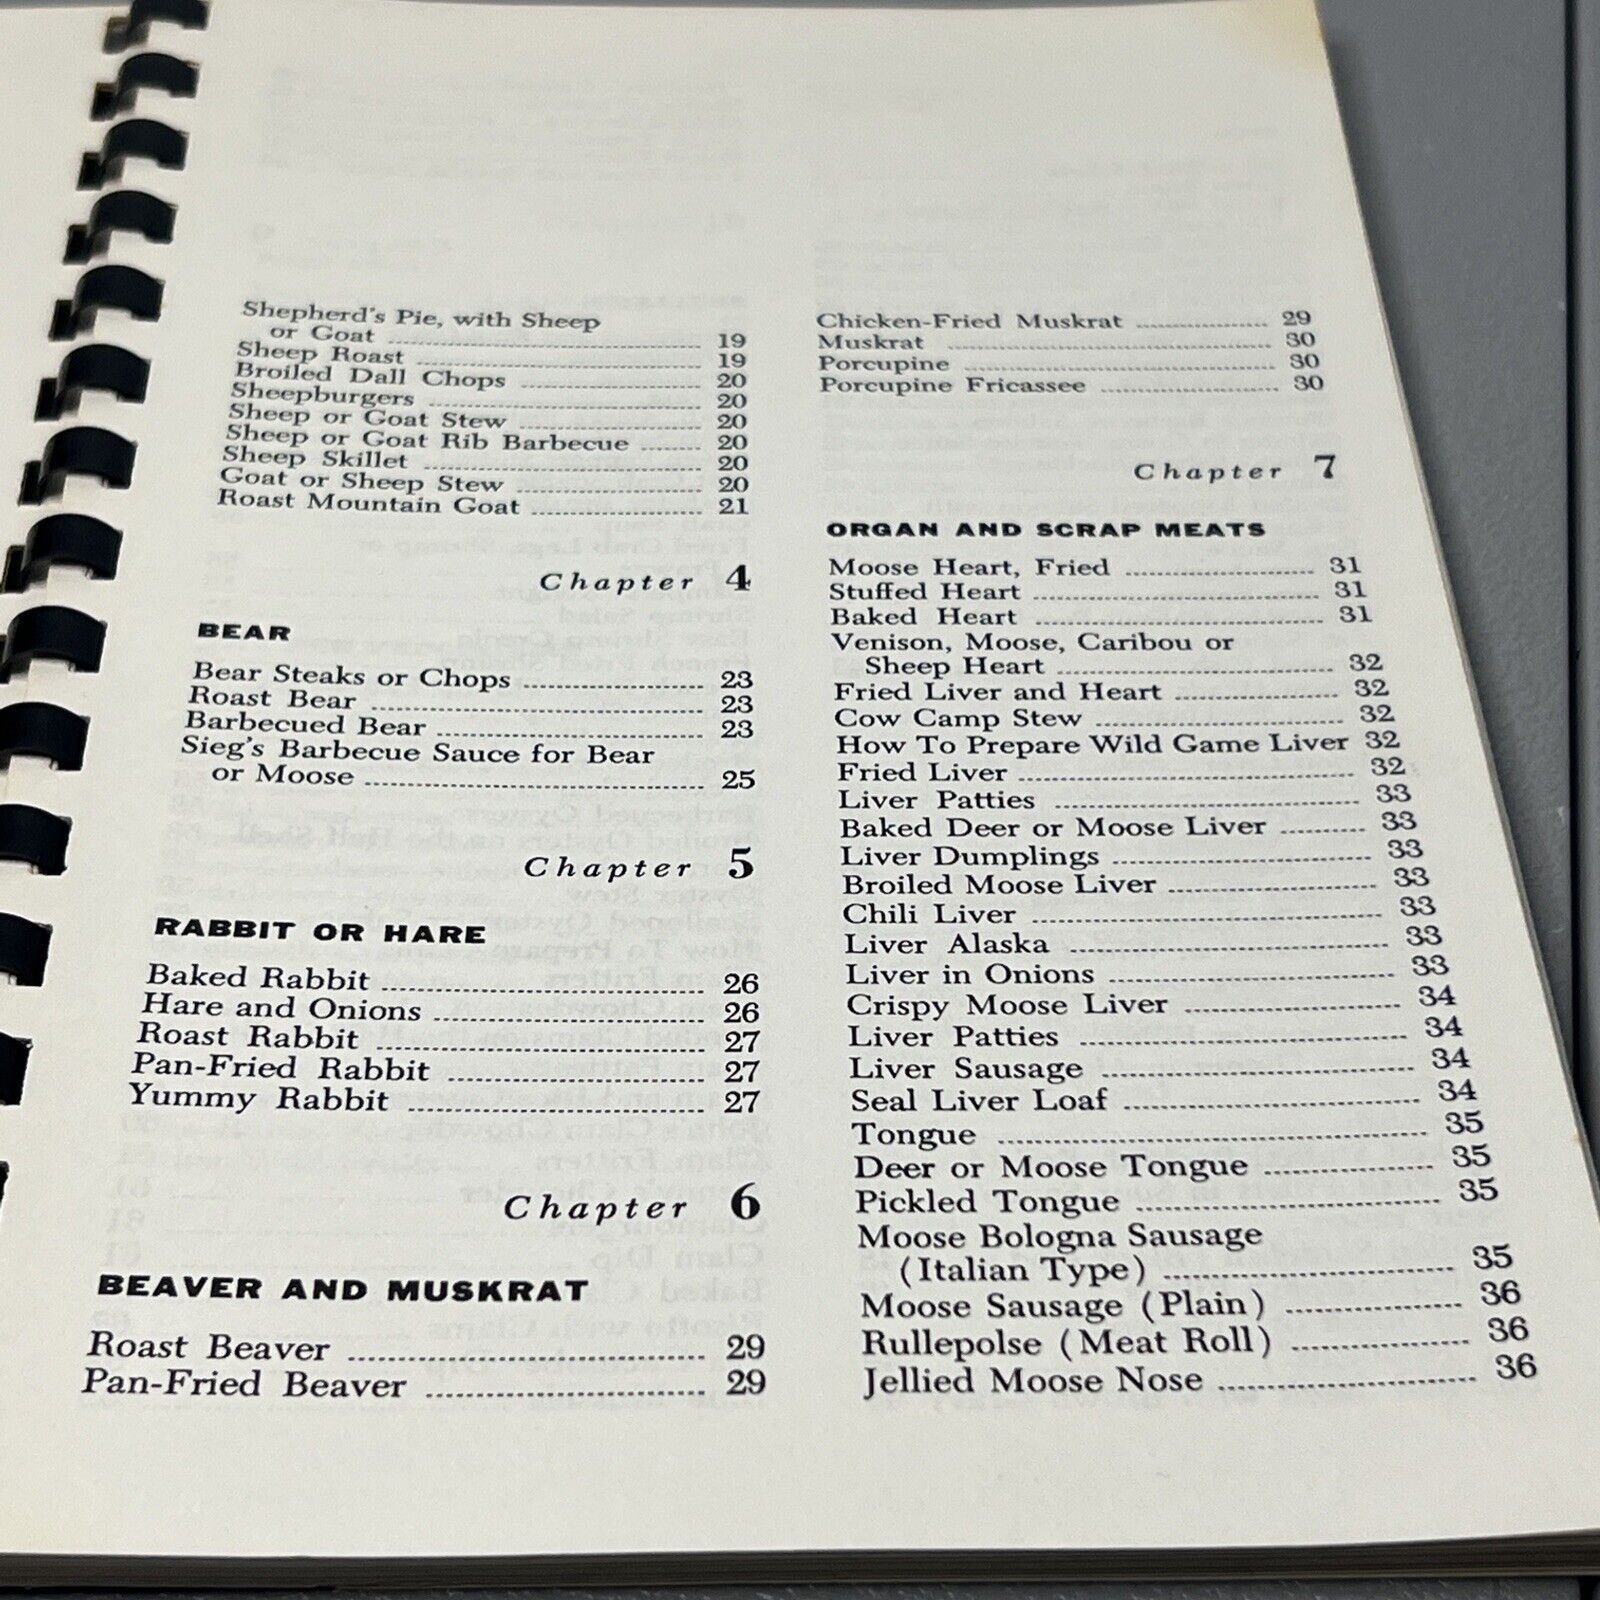 Shepherd's Pie, with Sheep
or Goat 19
Sheep Roast 19
Broiled Dall Chops 20
Sheepburgers 20
Sheep or Goat Stew 20
Sheep or Goat Rib Barbecue 20
Sheep Skillet 20
Goat or Sheep Stew 20
Roast Mountain Goat 21
Chapter 4
BEAR
Bear Steaks or Chops 23
Roast Bear 23
Barbecued Bear 23
Sieg's Barbecue Sauce for Bear
or Moose 25
Chapter 5
RABBIT OR HARE
Baked Rabbit 26
Hare and Onions 26
Roast Rabbit 27
Pan-Fried Rabbit 27
Yummy Rabbit 27
Chapter 6
BEAVER AND MUSKRAT
Roast Beaver 29
Pan-Fried Beaver 29
Chicken-Fried Muskrat 29
Muskrat 30
Porcupine 30
Porcupine Fricassee 30
Chapter 7
ORGAN AND SCRAP MEATS
Moose Heart, Fried 31
Stuffed Heart 31
Baked Heart 31
Venison, Moose, Caribou or
Sheep Heart 32
Fried Liver and Heart 32
Cow Camp Stew 32
How To Prepare Wild Game Liver 32
Fried Liver 32
Liver Patties 33
Baked Deer or Moose Liver 33
Liver Dumplings 33
Broiled Moose Liver 33
Chili Liver 33
Liver Alaska 33
Liver in Onions 33
Crispy Moose Liver 34
Liver Patties 34
Liver Sausage 34
Seal Liver Loaf 34
Tongue 35
Deer or Moose Tongue 35
Pickled Tongue 35
Moose Bologna Sausage
(Italian Type) 35
Moose Sausage (Plain) 36
Rullepolse (Meat Roll) 36
Jellied Moose Nose 36